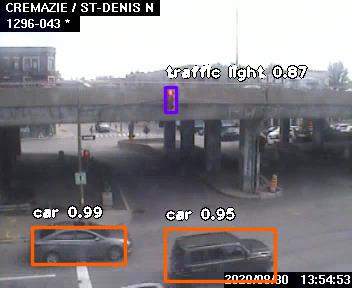 CREMAZIE / ST-DENIS N
1296-043 *
traffic light 0.87
car 0.99
car 0.95
2020/08/30 13:54:53